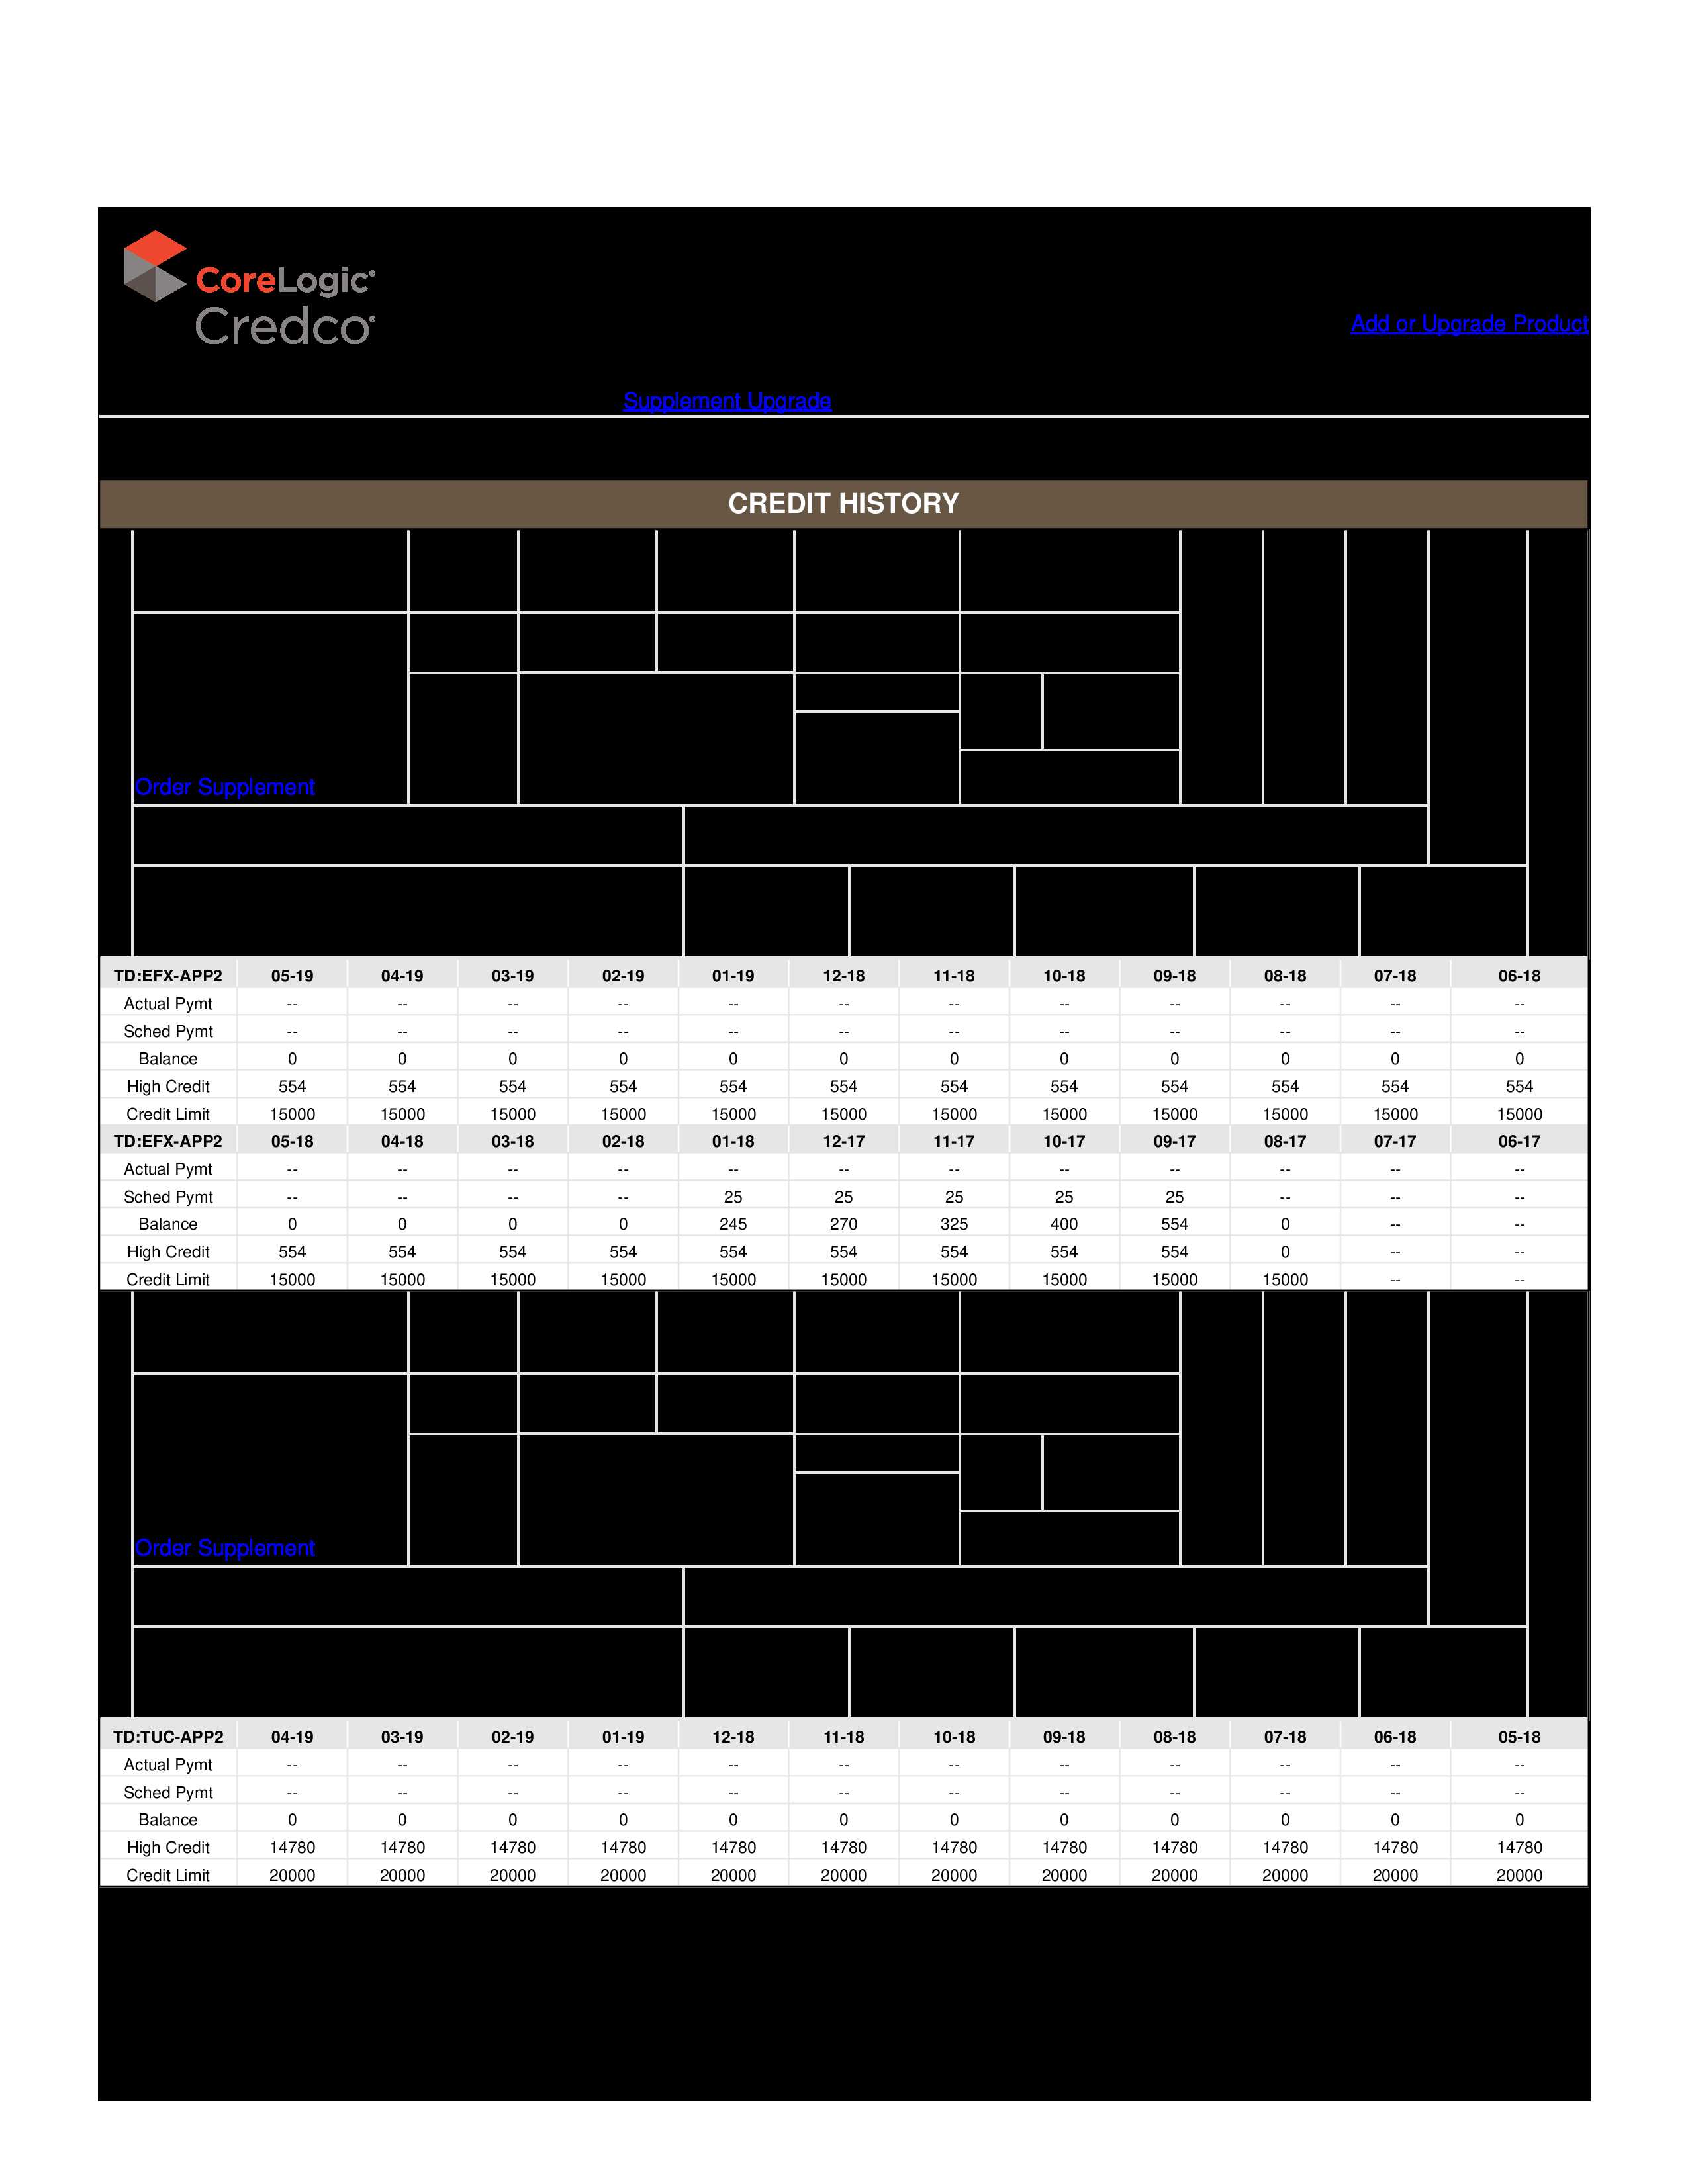 CoreLogic
Credco
Add or Upgrade Product
Supplement Upgrade
CREDIT HISTORY
Order Supplement
TD:EFX-APP2 05-19 04-19 03-19 02-19 01-19 12-18 11-18 10-18 09-18 08-18 07-18 06-18
Actual Pymt -- -- -- -- -- -- -- -- -- -- -- --
Sched Pymt -- -- -- -- -- -- -- -- -- -- -- --
Balance 0 0 0 0 0 0 0 0 0 0 0 0
High Credit 554 554 554 554 554 554 554 554 554 554 554 554
Credit Limit 15000 15000 15000 15000 15000 15000 15000 15000 15000 15000 15000 15000
TD:EFX-APP2 05-18 04-18 03-18 02-18 01-18 12-17 11-17 10-17 09-17 08-17 07-17 06-17
Actual Pymt -- -- -- -- -- -- -- -- -- -- -- --
Sched Pymt -- -- -- -- 25 25 25 25 25 -- -- --
Balance 0 0 0 0 245 270 325 400 554 0 -- --
High Credit 554 554 554 554 554 554 554 554 554 0 -- --
Credit Limit 15000 15000 15000 15000 15000 15000 15000 15000 15000 15000 -- --
Order Supplement
TD:TUC-APP2 04-19 03-19 02-19 01-19 12-18 11-18 10-18 09-18 08-18 07-18 06-18 05-18
Actual Pymt -- -- -- -- -- -- -- -- -- -- -- --
Sched Pymt -- -- -- -- -- -- -- -- -- -- -- --
Balance 0 0 0 0 0 0 0 0 0 0 0 0
High Credit 14780 14780 14780 14780 14780 14780 14780 14780 14780 14780 14780 14780
Credit Limit 20000 20000 20000 20000 20000 20000 20000 20000 20000 20000 20000 20000